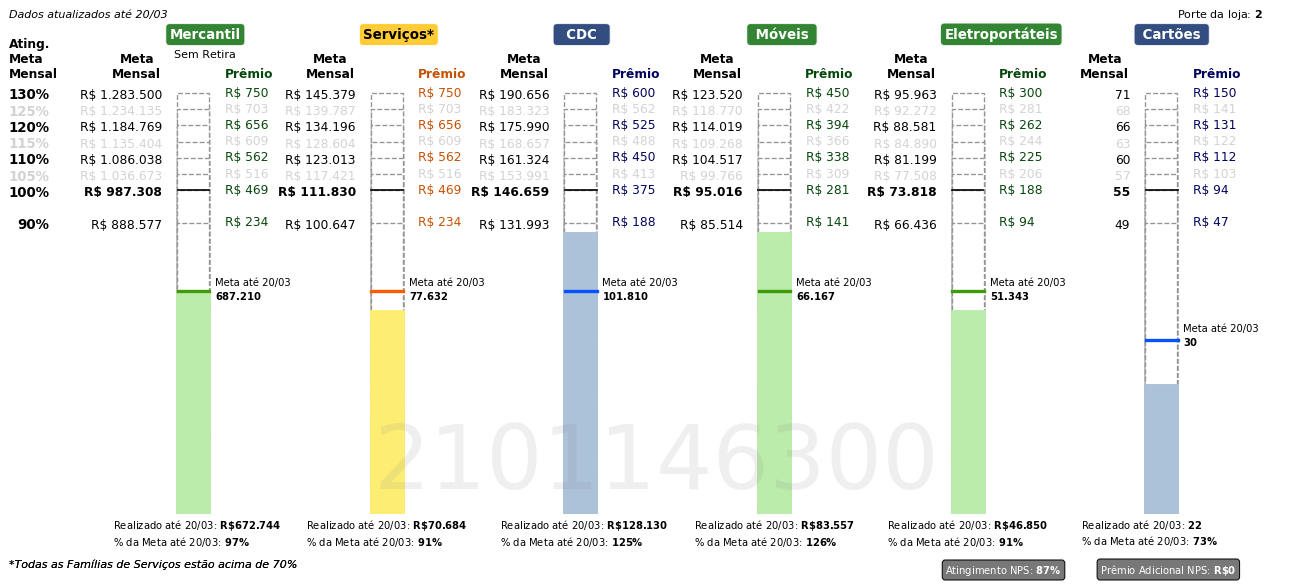 Dados atualizados até 20/03
Porte da loja: 2
Mercantil Serviços* CDC Móveis Eletroportáteis Cartões
Sem Retira
Ating. Meta Mensal
Meta Mensal Prêmio Meta Mensal Prêmio Meta Mensal Prêmio Meta Mensal Prêmio Meta Mensal Prêmio Meta Mensal Prêmio
130% R$ 1.283.500 R$ 750 R$ 145.379 R$ 750 R$ 190.656 R$ 600 R$ 123.520 R$ 450 R$ 95.963 R$ 300 71 R$ 150
125% R$ 1.234.135 R$ 703 R$ 139.787 R$ 703 R$ 183.323 R$ 562 R$ 118.770 R$ 422 R$ 92.272 R$ 281 68 R$ 141
120% R$ 1.184.769 R$ 656 R$ 134.196 R$ 656 R$ 175.990 R$ 525 R$ 114.019 R$ 394 R$ 88.581 R$ 262 66 R$ 131
115% R$ 1.135.404 R$ 609 R$ 128.604 R$ 609 R$ 168.657 R$ 488 R$ 109.268 R$ 366 R$ 84.890 R$ 244 63 R$ 122
110% R$ 1.086.038 R$ 562 R$ 123.013 R$ 562 R$ 161.324 R$ 450 R$ 104.517 R$ 338 R$ 81.199 R$ 225 60 R$ 112
105% R$ 1.036.673 R$ 516 R$ 117.421 R$ 516 R$ 153.991 R$ 413 R$ 99.766 R$ 309 R$ 77.508 R$ 206 57 R$ 103
100% R$ 987.308 R$ 469 R$ 111.830 R$ 469 R$ 146.659 R$ 375 R$ 95.016 R$ 281 R$ 73.818 R$ 188 55 R$ 94
90% R$ 888.577 R$ 234 R$ 100.647 R$ 234 R$ 131.993 R$ 188 R$ 85.514 R$ 141 R$ 66.436 R$ 94 49 R$ 47
Meta até 20/03 Meta até 20/03 Meta até 20/03 Meta até 20/03 Meta até 20/03
687.210 77.632 101.810 66.167 51.343
Meta até 20/03
30
2101146300
Realizado até 20/03: R$672.744 Realizado até 20/03: R$70.684 Realizado até 20/03: R$128.130 Realizado até 20/03: R$83.557 Realizado até 20/03: R$46.850 Realizado até 20/03: 22
% da Meta até 20/03: 97% % da Meta até 20/03: 91% % da Meta até 20/03: 125% % da Meta até 20/03: 126% % da Meta até 20/03: 91% % da Meta até 20/03: 73%
*Todas as Famílias de Serviços estão acima de 70%
Atingimento NPS: 87% Prêmio Adicional NPS: R$0